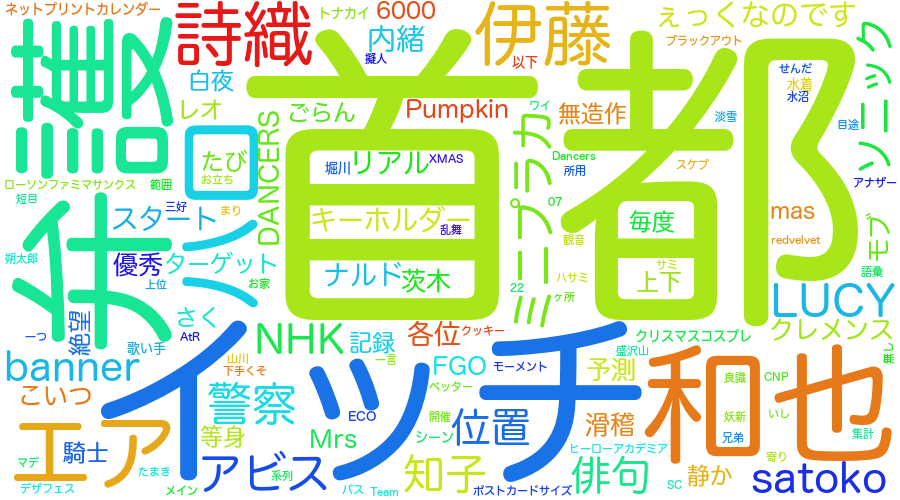 ネットプリントカレンダー
トナカイ
6000
えっくなのです
詩織
伊藤
内緒
ブラックアウト
擬人
以下
ソニック
護
白夜
せんだ
水着
水沼
レオ
ごらん
Pumpkin
ワイ
無造作
淡雪
目途
首都
ハロ
DANCERS
ミニプラカ
たび
お立ち
堀川
リアル
XMAS
Dancers
所用
スケブ
アナザー
ローソンファミマサンクス
範囲
短目
弁
三好
スタート
まり
キーホルダー
乱舞
07
毎度
mas
モブ
観音
redvelvet
朔太郎
優秀
ターゲット
上位
お家
ナルド
茨木
22
ハサミ
ヶ所
サミ
上下
語彙
LUCY
さく
一つ
絶望
AtR
歌い手
NHK
記録
各位
クッキー
クリスマスコスプレ
クレメンス
無し
盛沢山
banner
山川
下手くそ
一言
FGO
モーメント
予測
和也
良識
CNP
こいつ
イッチ
警察
ECO
ベッター
開催
位置
滑稽
妖新
いし
兄弟
集計
エア
騎士
等身
Mrs
シーン
ヒーローアカデミア
寄り
マデ
たまき
アビス
系列
知子
俳句
静か
satoko
デザフェス
メイン
パス
Team
ポストカードサイズ
SC